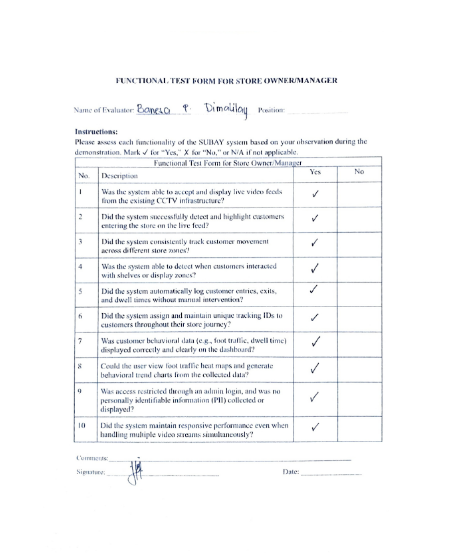 FUNCTIONAL TEST FORM FOR STORE OWNER/MANAGER
Name of Evaluator: P. Dimalilay Position:
Instructions:
Please assess each functionality of the SUBAY system based on your observation during the
demonstration. Mark ✓ for "Yes," X for "No," or N/A if not applicable.
Functional Test Form for Store Owner/Manager
No. Description Yes No
1 Was the system able to accept and display live video feeds
from the existing CCTV infrastructure? ✓
2 Did the system successfully detect and highlight customers
entering the store on the live feed? ✓
3 Did the system consistently track customer movement
across different store zones? ✓
4 Was the system able to detect when customers interacted
with shelves or display zones? ✓
5 Did the system automatically log customer entries, exits,
and dwell times without manual intervention? ✓
6 Did the system assign and maintain unique tracking IDs to
customers throughout their store journey? ✓
7 Was customer behavioral data (e.g., foot traffic, dwell time)
displayed correctly and clearly on the dashboard? ✓
8 Could the user view foot traffic heat maps and generate
behavioral trend charts from the collected data? ✓
9 Was access restricted through an admin login, and was no
personally identifiable information (PII) collected or
displayed? ✓
10 Did the system maintain responsive performance even when
handling multiple video streams simultaneously? ✓
Comments:
Signature: Date: